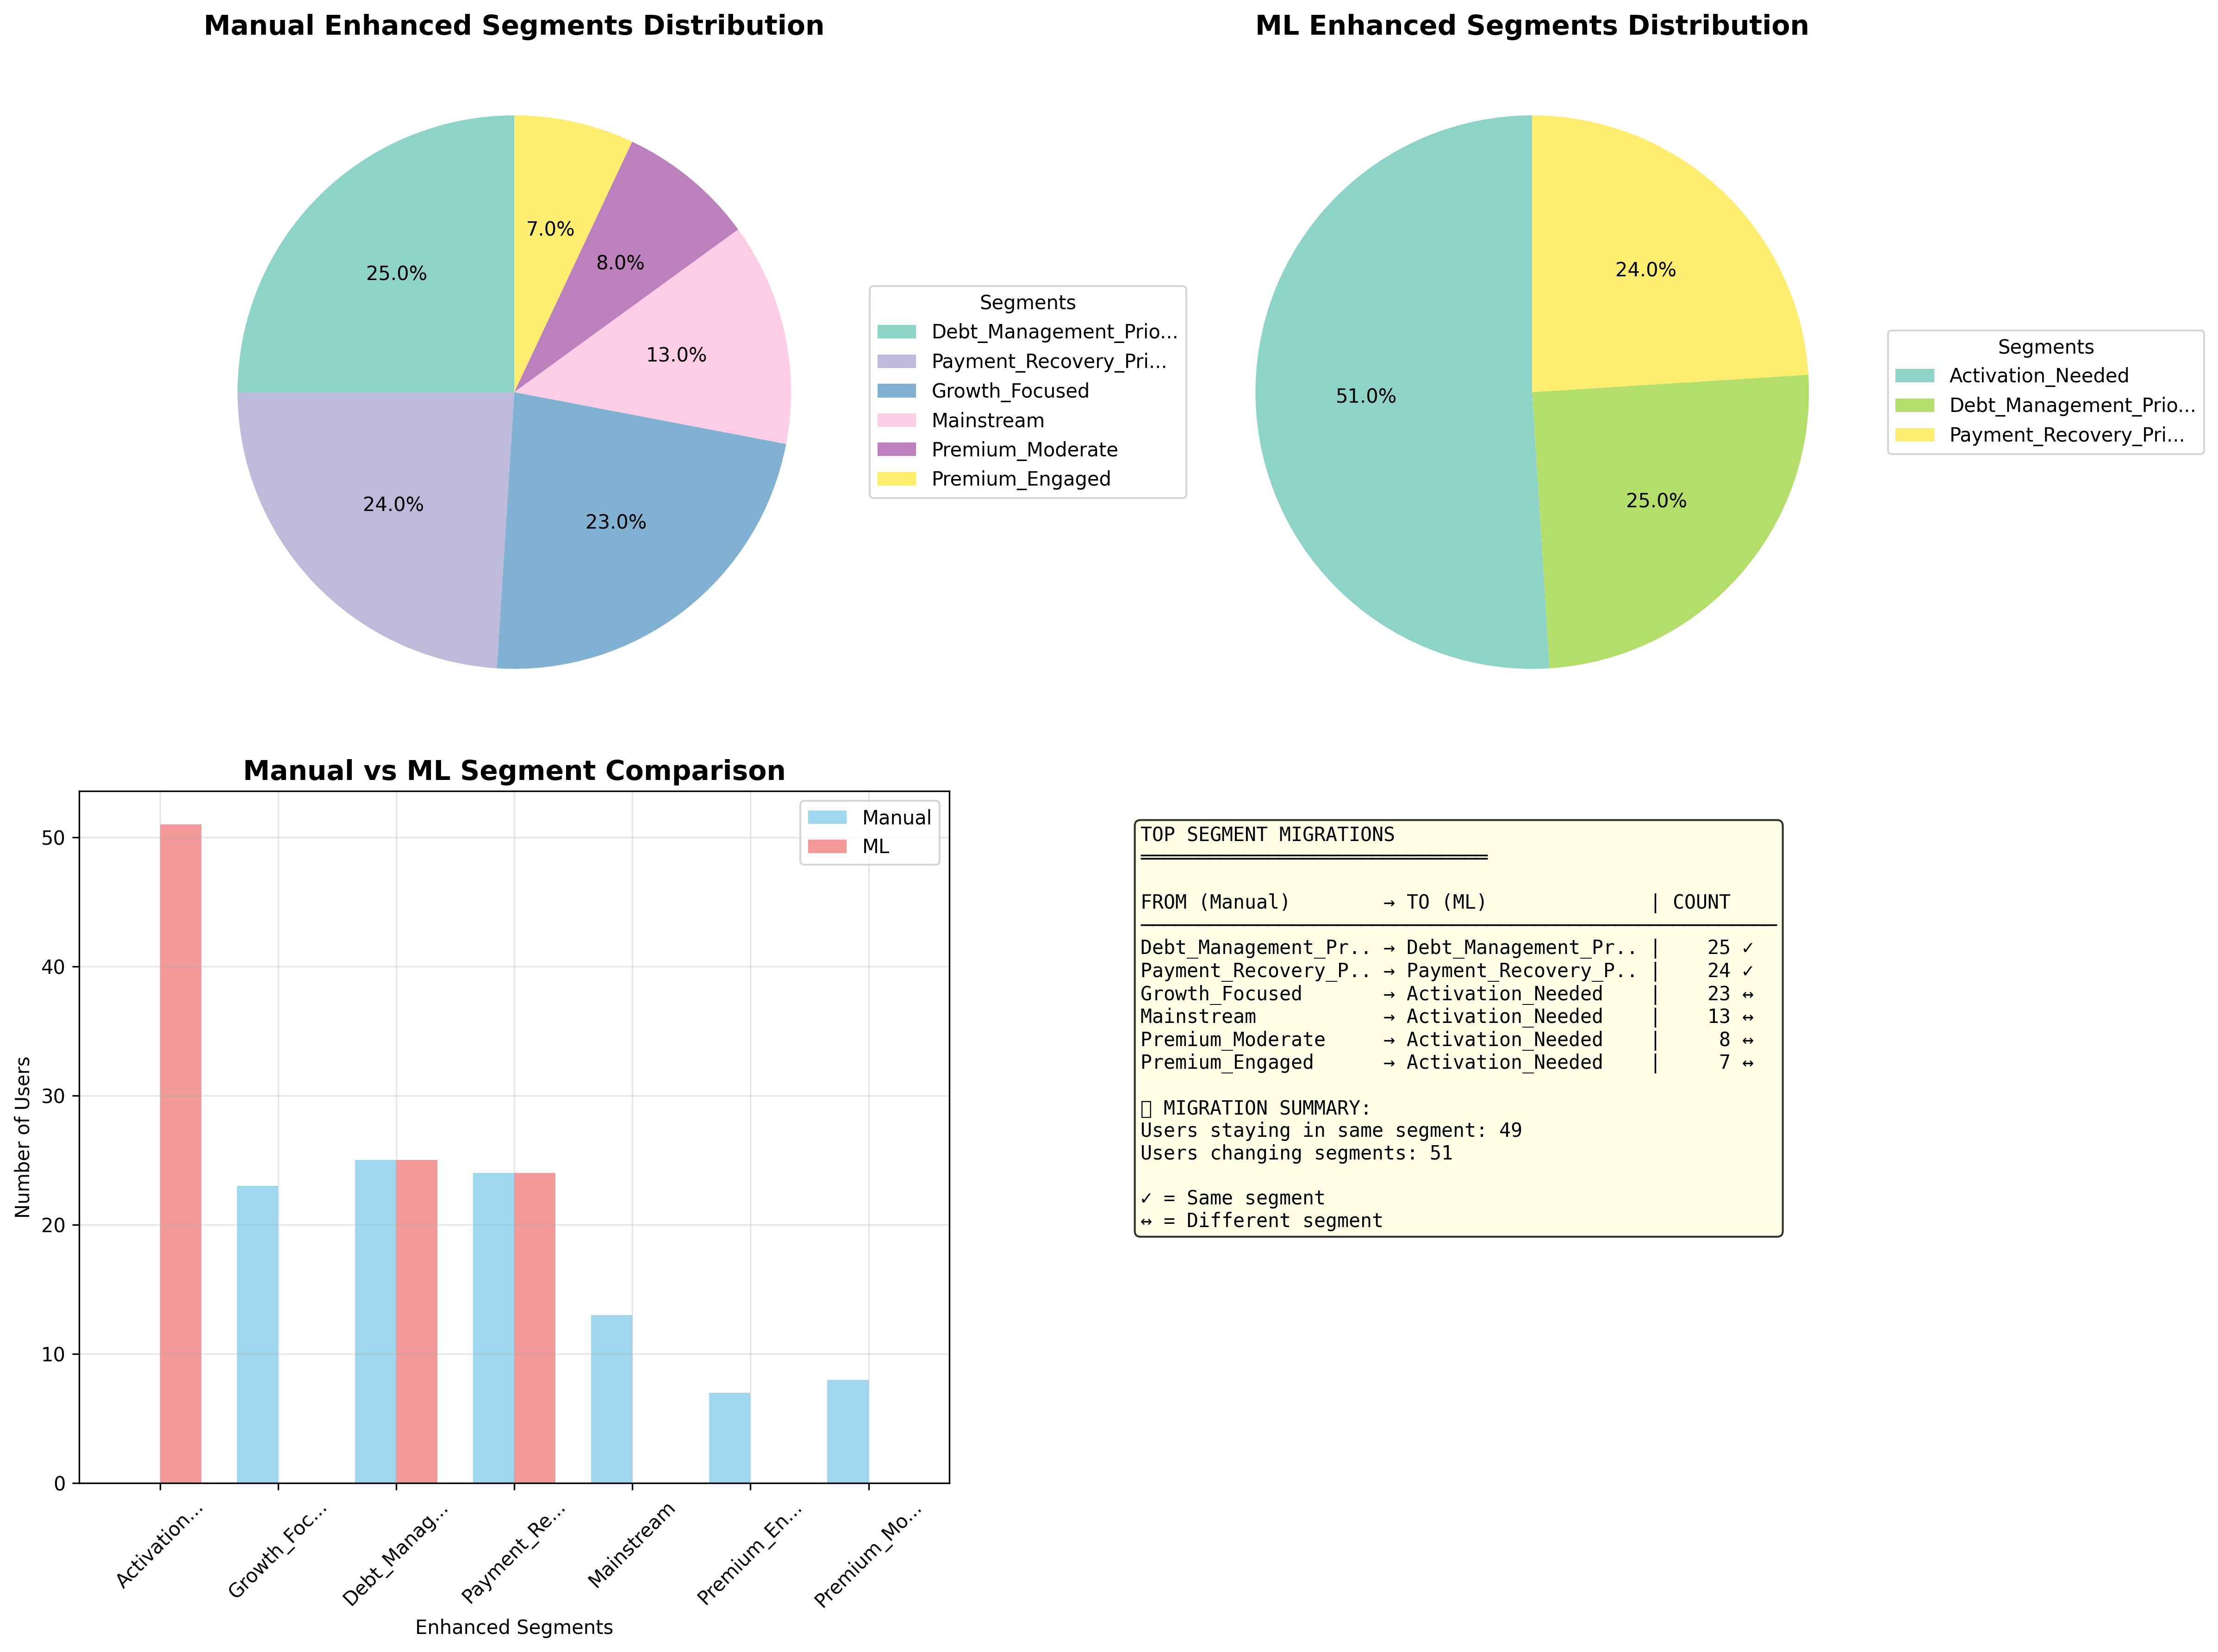 Manual Enhanced Segments Distribution
25.0%
24.0%
23.0%
13.0%
8.0%
7.0%
Segments
Debt_Management_Prio...
Payment_Recovery_Pri...
Growth_Focused
Mainstream
Premium_Moderate
Premium_Engaged
ML Enhanced Segments Distribution
51.0%
25.0%
24.0%
Segments
Activation_Needed
Debt_Management_Prio...
Payment_Recovery_Pri...
Manual vs ML Segment Comparison
Number of Users
50
40
30
20
10
0
Manual
ML
Activation...
Growth_Foc...
Debt_Manag...
Payment_Re...
Mainstream
Premium_En...
Premium_Mo...
Enhanced Segments
TOP SEGMENT MIGRATIONS
FROM (Manual) → TO (ML) | COUNT
Debt_Management_Pr.. → Debt_Management_Pr.. | 25 ✓
Payment_Recovery_P.. → Payment_Recovery_P.. | 24 ✓
Growth_Focused → Activation_Needed | 23 ↔
Mainstream → Activation_Needed | 13 ↔
Premium_Moderate → Activation_Needed | 8 ↔
Premium_Engaged → Activation_Needed | 7 ↔
MIGRATION SUMMARY:
Users staying in same segment: 49
Users changing segments: 51
✓ = Same segment
↔ = Different segment